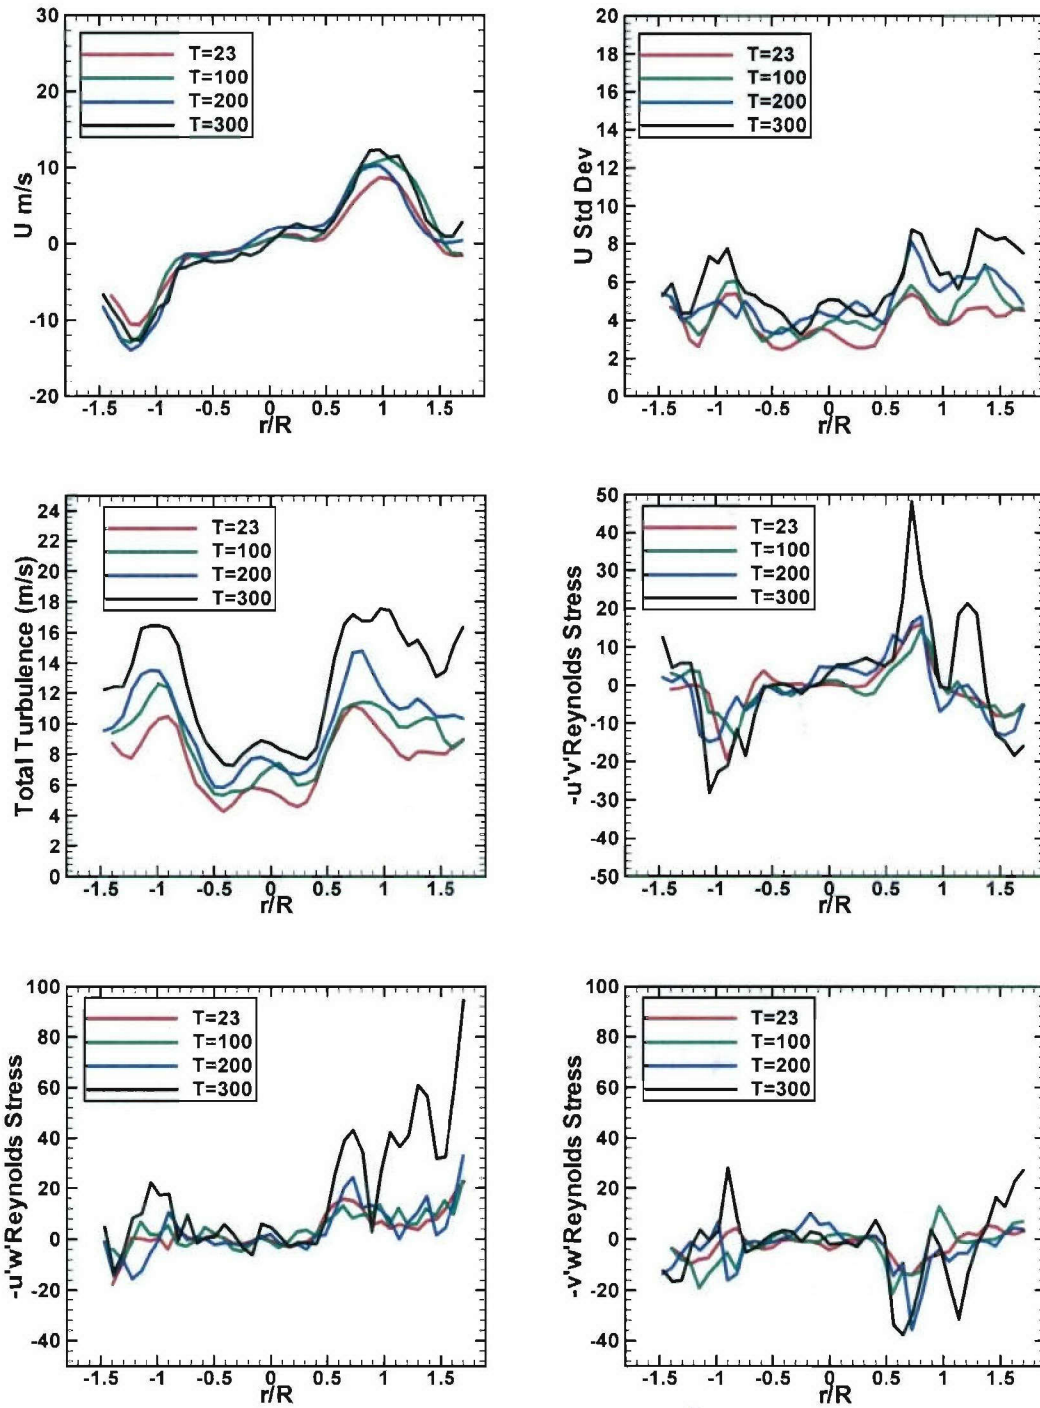 30
20
10
0
-10
-20
U m/s
T=23
T=100
T=200
T=300
-1.5 -1 -0.5 0 0.5 1 1.5
r/R
20
18
16
14
12
10
8
6
4
2
0
U Std Dev
T=23
T=100
T=200
T=300
-1.5 -1 -0.5 0 0.5 1 1.5
r/R
24
22
20
18
16
14
12
10
8
6
4
2
0
Total Turbulence (m/s)
T=23
T=100
T=200
T=300
-1.5 -1 -0.5 0 0.5 1 1.5
r/R
50
40
30
20
10
0
-10
-20
-30
-40
-50
-u'v'Reynolds Stress
T=23
T=100
T=200
T=300
-1.5 -1 -0.5 0 0.5 1 1.5
r/R
100
80
60
40
20
0
-20
-40
-u'w'Reynolds Stress
T=23
T=100
T=200
T=300
-1.5 -1 -0.5 0 0.5 1 1.5
r/R
100
80
60
40
20
0
-20
-40
-v'w'Reynolds Stress
T=23
T=100
T=200
T=300
-1.5 -1 -0.5 0 0.5 1 1.5
r/R